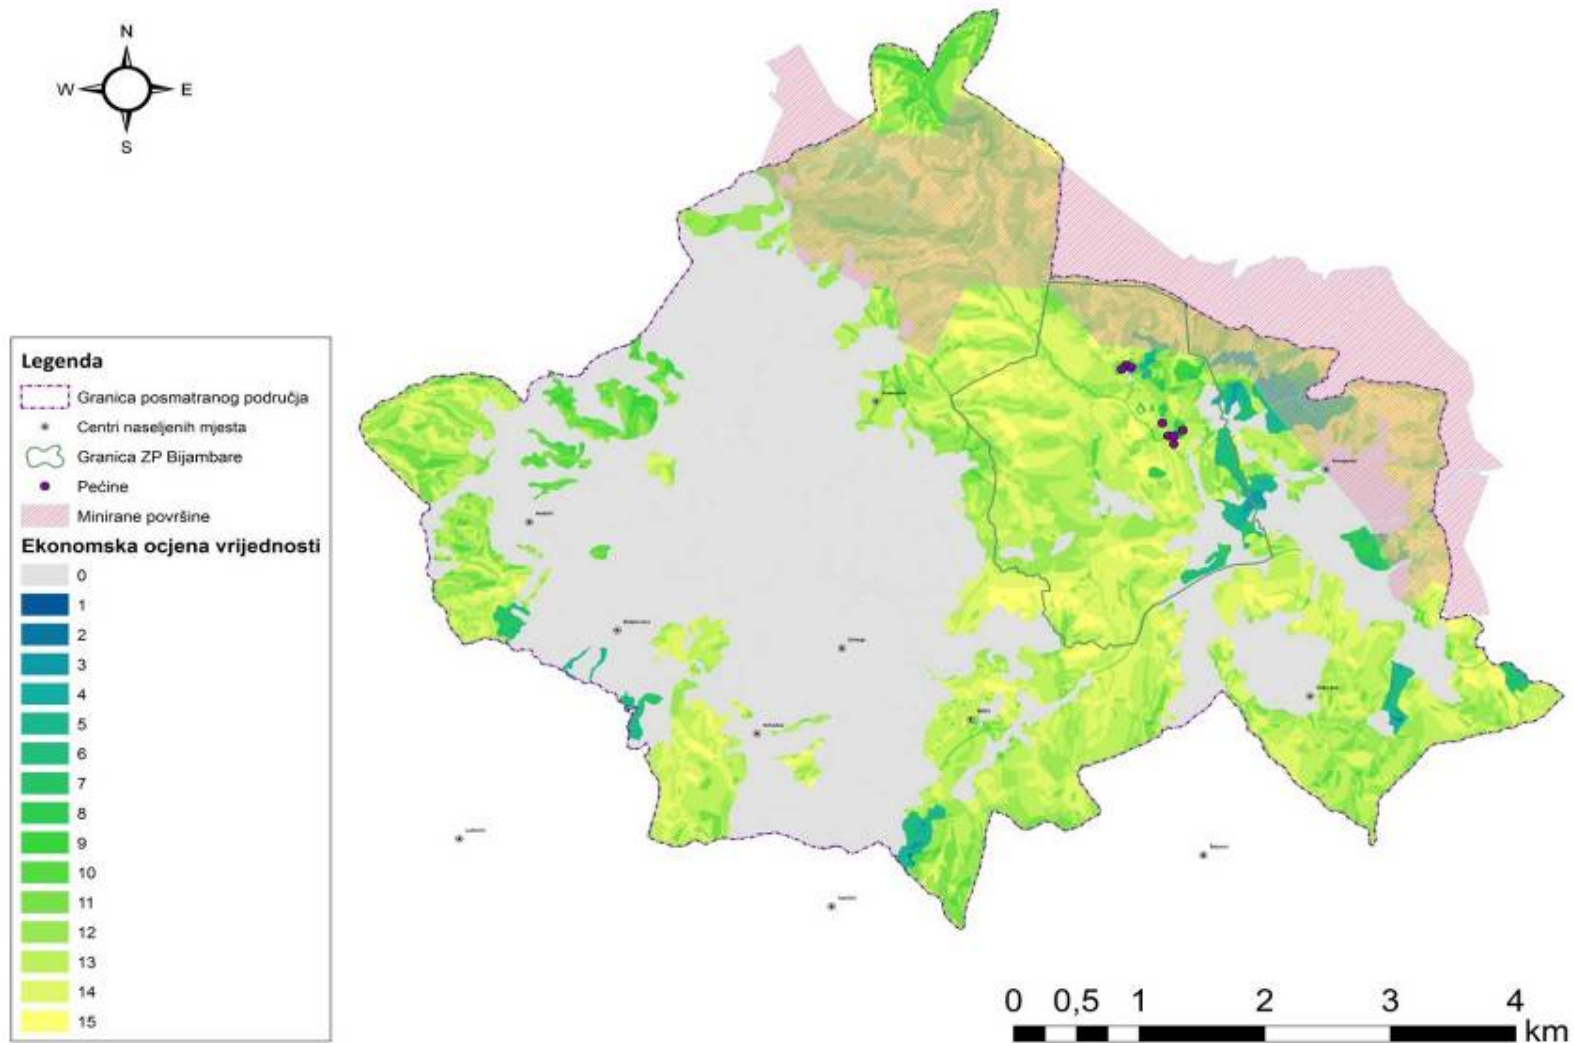 N
W E
S
Legenda
Granica posmatranog područja
Centri naseljenih mjesta
Granica ZP Bijambare
Pećine
Minirane površine
Ekonomska ocjena vrijednosti
0
1
2
3
4
5
6
7
8
9
10
11
12
13
14
15
0 0,5 1 2 3 4
km